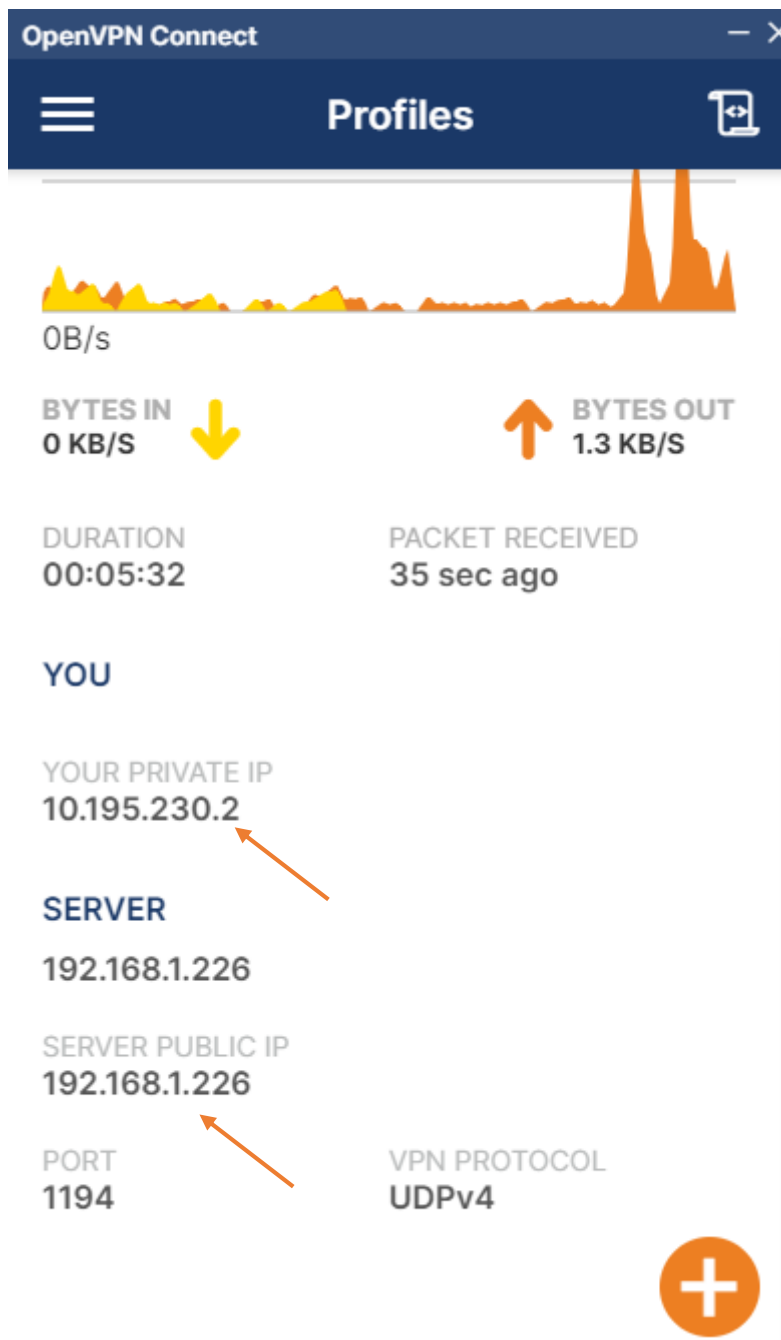 OpenVPN Connect
Profiles
0B/s
BYTES IN
0 KB/S
BYTES OUT
1.3 KB/S
DURATION
00:05:32
PACKET RECEIVED
35 sec ago
YOU
YOUR PRIVATE IP
10.195.230.2
SERVER
192.168.1.226
SERVER PUBLIC IP
192.168.1.226
PORT
1194
VPN PROTOCOL
UDPv4